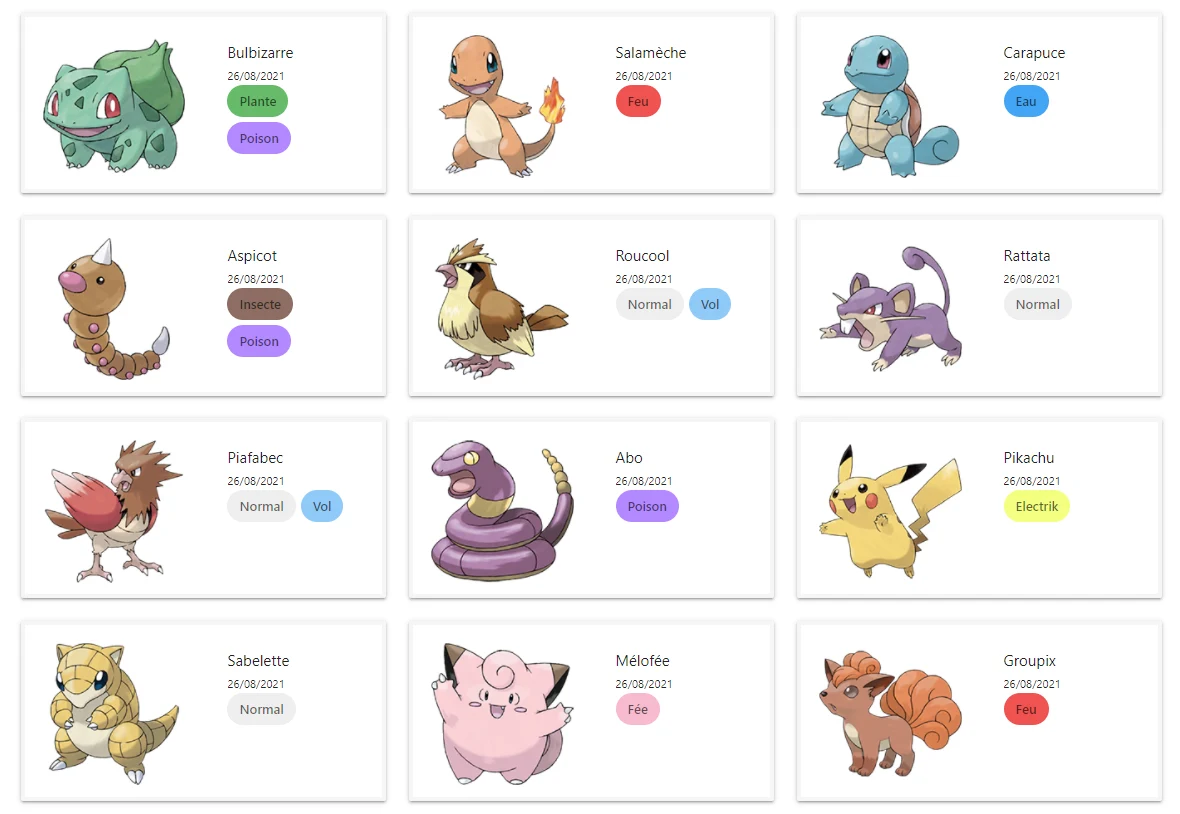 Bulbizarre
26/08/2021
Plante
Poison
Salamèche
26/08/2021
Feu
Carapuce
26/08/2021
Eau
Aspicot
26/08/2021
Insecte
Poison
Roucool
26/08/2021
Normal Vol
Rattata
26/08/2021
Normal
Piafabec
26/08/2021
Normal Vol
Abo
26/08/2021
Poison
Pikachu
26/08/2021
Electrik
Sabelette
26/08/2021
Normal
Mélofée
26/08/2021
Fée
Groupix
26/08/2021
Feu